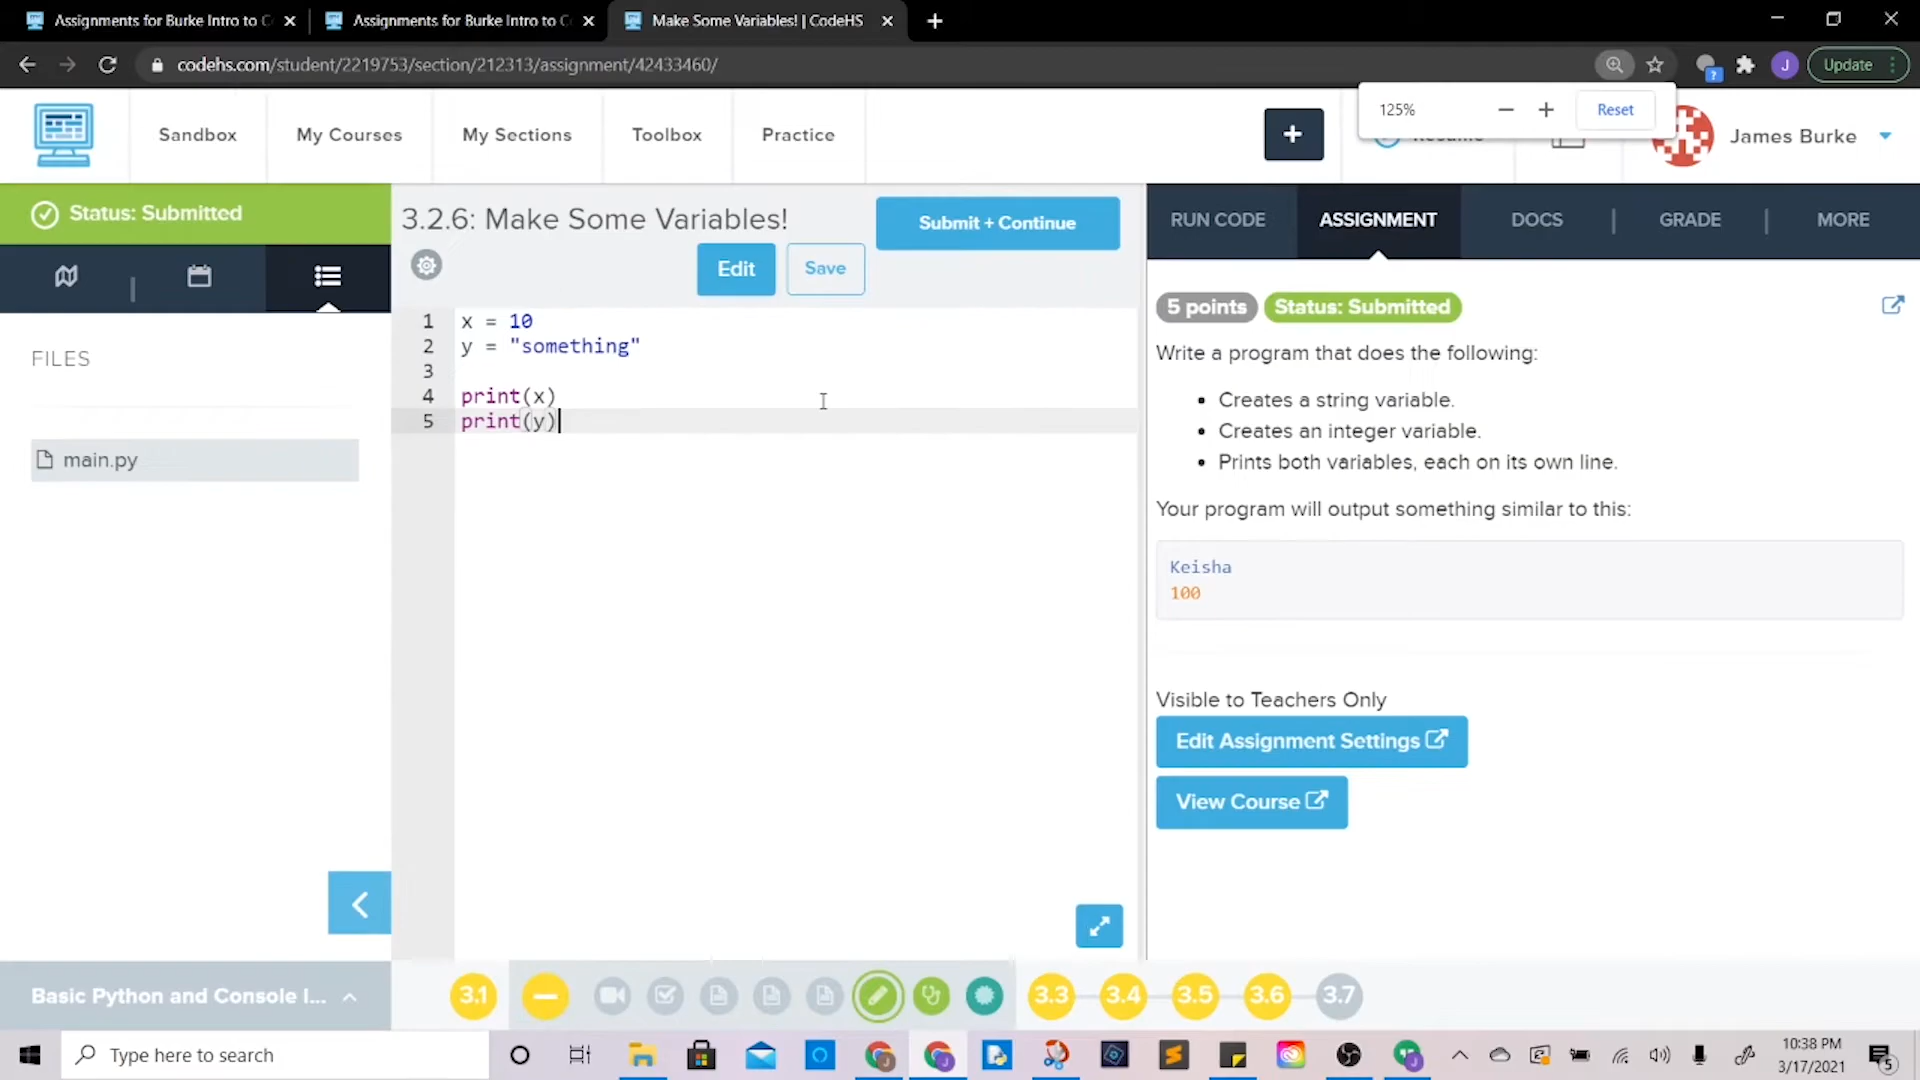 Assignments for Burke Intro to C
Assignments for Burke Intro to C
Make Some Variables! | CodeHS
codehs.com/student/2219753/section/212313/assignment/42433460/
J
Update
125%
Reset
Sandbox
My Courses
My Sections
Toolbox
Practice
+
James Burke
Status: Submitted
3.2.6: Make Some Variables!
Submit + Continue
Edit
Save
RUN CODE
ASSIGNMENT
DOCS
GRADE
MORE
FILES
main.py
1 x = 10
2 y = "something"
3
4 print(x)
5 print(y)
5 points
Status: Submitted
Write a program that does the following:
• Creates a string variable.
• Creates an integer variable.
• Prints both variables, each on its own line.
Your program will output something similar to this:
Keisha
100
Visible to Teachers Only
Edit Assignment Settings
View Course
Basic Python and Console I...
3.1
3.3
3.4
3.5
3.6
3.7
Type here to search
10:38 PM
3/17/2021
5